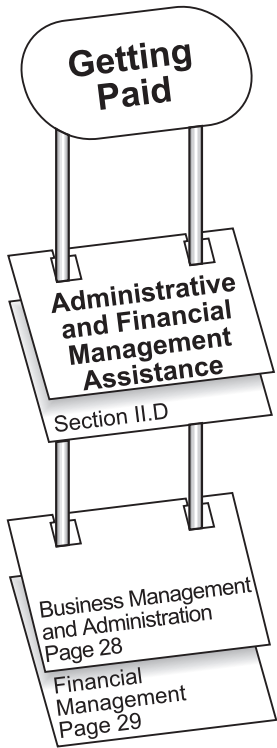 Getting
Paid
Administrative
and Financial
Management
Assistance
Section II.D
Business Management
and Administration
Page 28
Financial
Management
Page 29